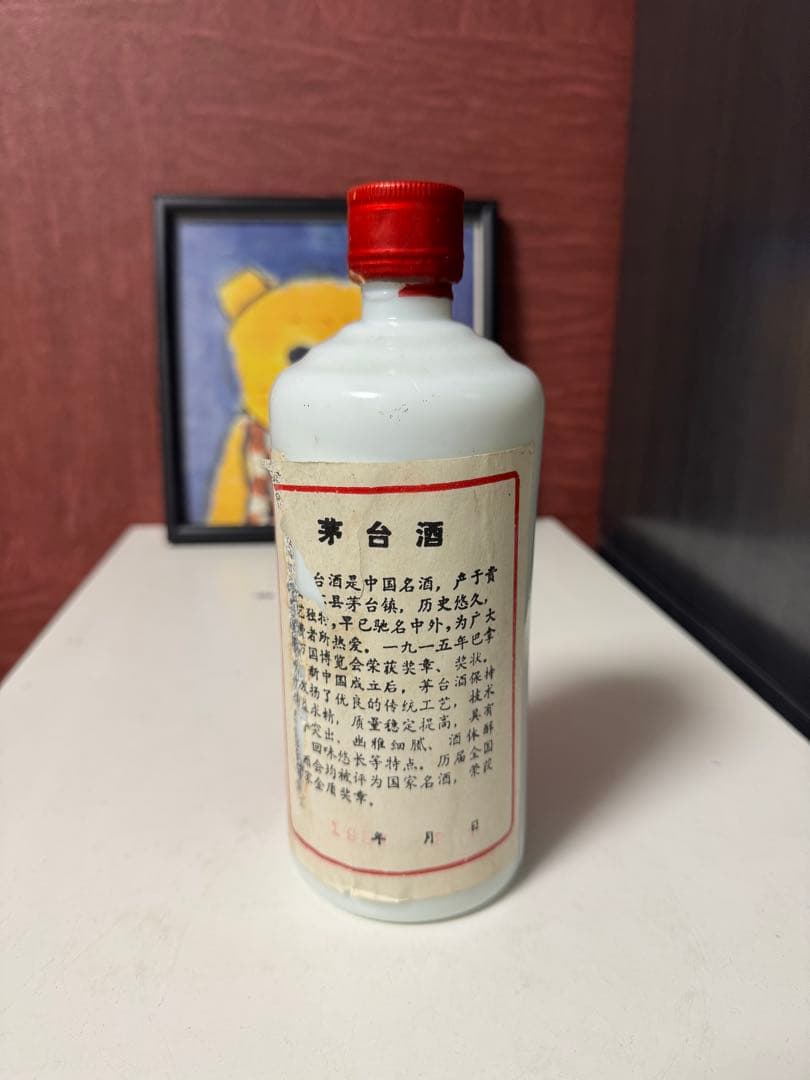 茅台酒
台酒是中国名酒，产于贵
县茅台镇，历史悠久，
艺独特，早已驰名中外，为广大
者所热爱。一九一五年巴拿
万国博览会荣获奖章、奖状。
新中国成立后，茅台酒保持
发扬了优良的传统工艺，技术
益求精，质量稳定提高，具有
突出、幽雅细腻、酒体醇
回味悠长等特点。历届全国
酒会均被评为国家名酒，荣获
家金质奖章。
19 年 月 日